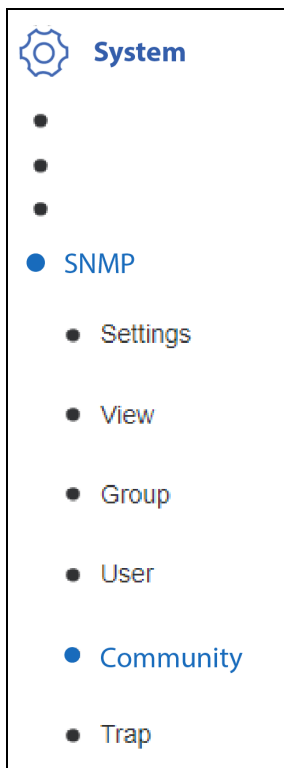 System
SNMP
Settings
View
Group
User
Community
Trap